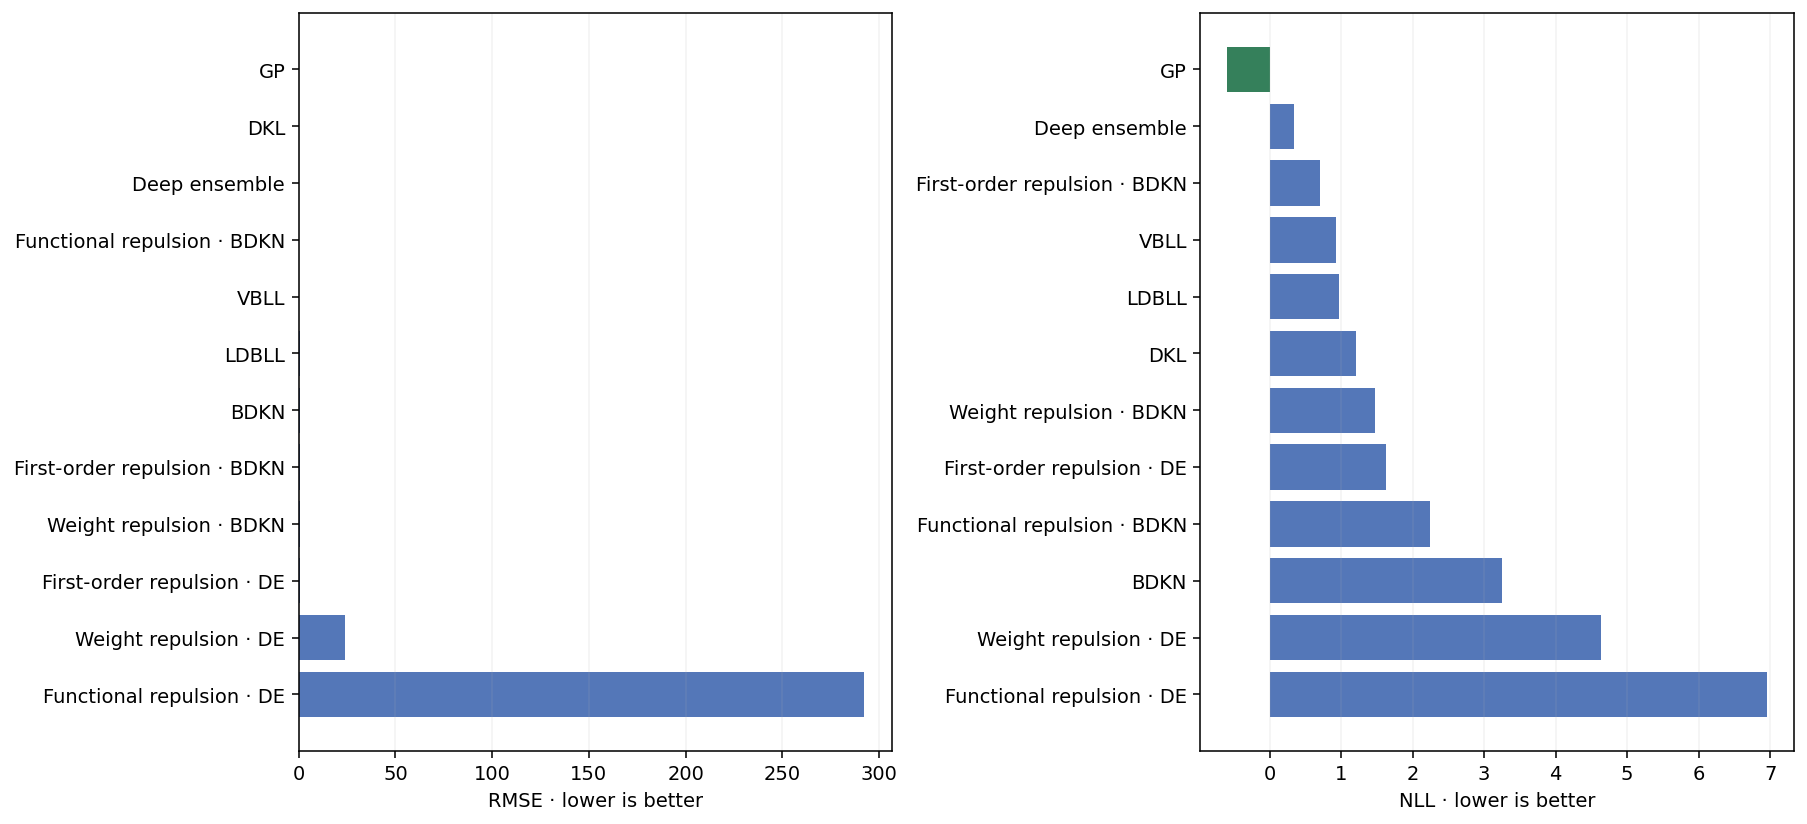 GP
DKL
Deep ensemble
Functional repulsion · BDKN
VBLL
LDBLL
BDKN
First-order repulsion · BDKN
Weight repulsion · BDKN
First-order repulsion · DE
Weight repulsion · DE
Functional repulsion · DE
0 50 100 150 200 250 300
RMSE · lower is better
GP
Deep ensemble
First-order repulsion · BDKN
VBLL
LDBLL
DKL
Weight repulsion · BDKN
First-order repulsion · DE
Functional repulsion · BDKN
BDKN
Weight repulsion · DE
Functional repulsion · DE
0 1 2 3 4 5 6 7
NLL · lower is better